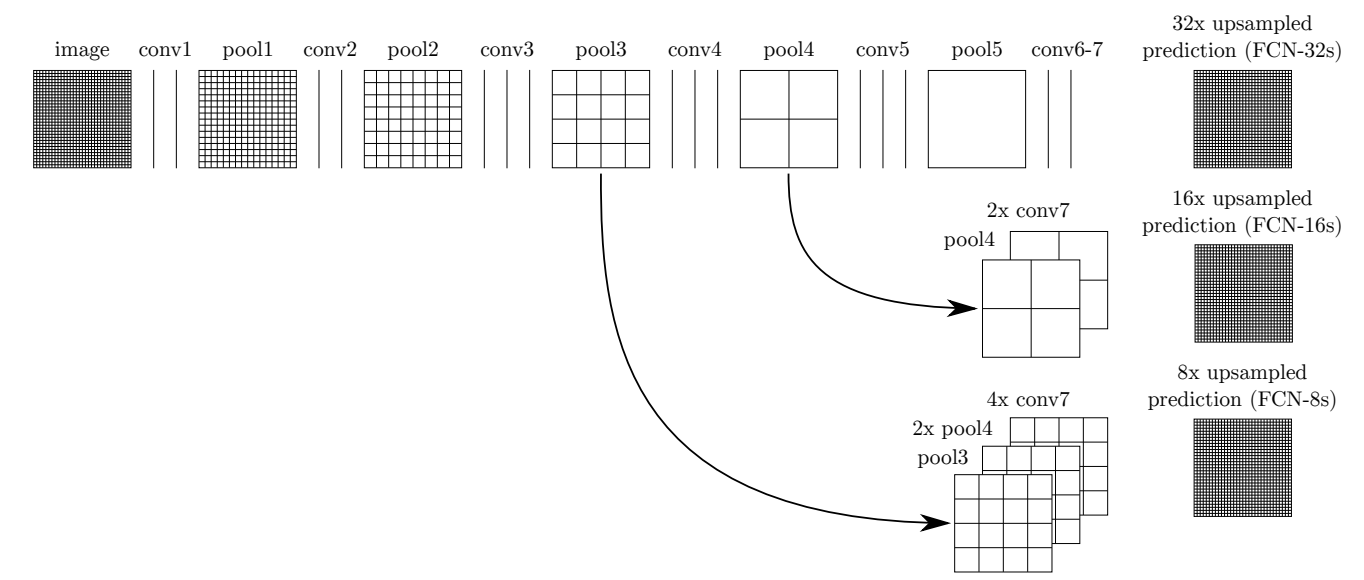 image conv1 pool1 conv2 pool2 conv3 pool3 conv4 pool4 conv5 pool5 conv6-7
32x upsampled
prediction (FCN-32s)
2x conv7
pool4
16x upsampled
prediction (FCN-16s)
4x conv7
2x pool4
pool3
8x upsampled
prediction (FCN-8s)